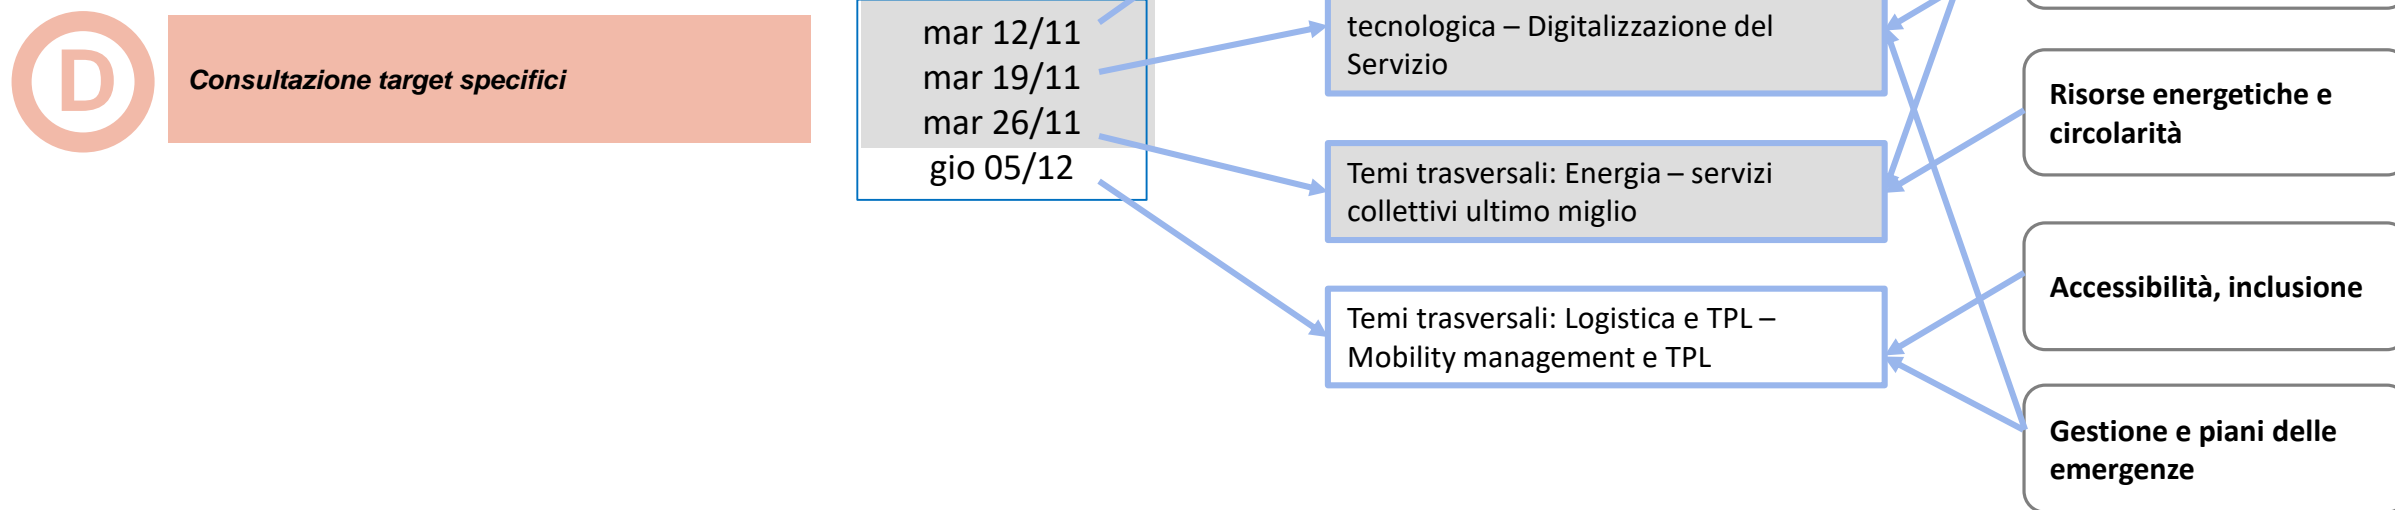 D
Consultazione target specifici
mar 12/11
mar 19/11
mar 26/11
gio 05/12
tecnologica – Digitalizzazione del
Servizio
Temi trasversali: Energia – servizi
collettivi ultimo miglio
Temi trasversali: Logistica e TPL –
Mobility management e TPL
Risorse energetiche e
circolarità
Accessibilità, inclusione
Gestione e piani delle
emergenze